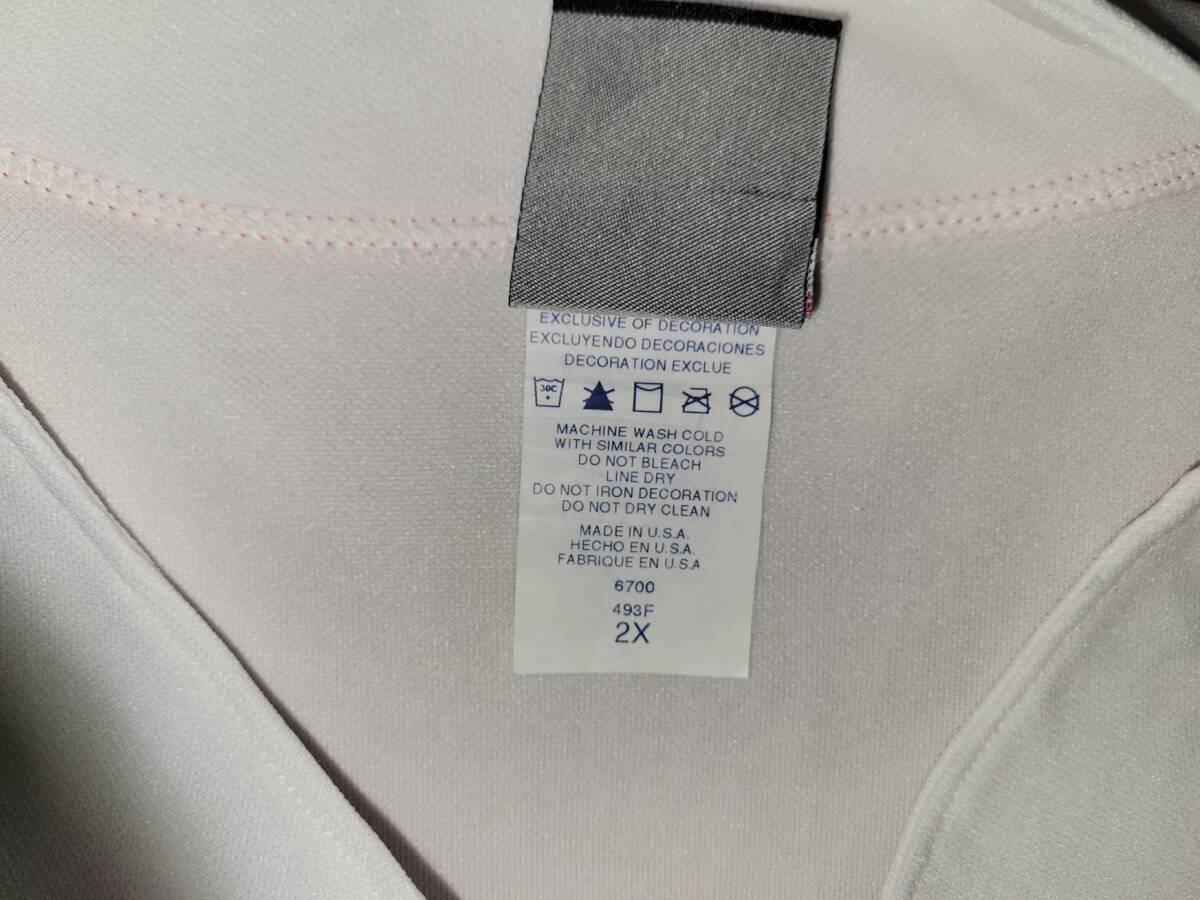 EXCLUSIVE OF DECORATION
EXCLUYENDO DECORACIONES
DECORATION EXCLUE
30C
MACHINE WASH COLD
WITH SIMILAR COLORS
DO NOT BLEACH
LINE DRY
DO NOT IRON DECORATION
DO NOT DRY CLEAN
MADE IN U.S.A.
HECHO EN U.S.A.
FABRIQUE EN U.S.A
6700
493F
2X